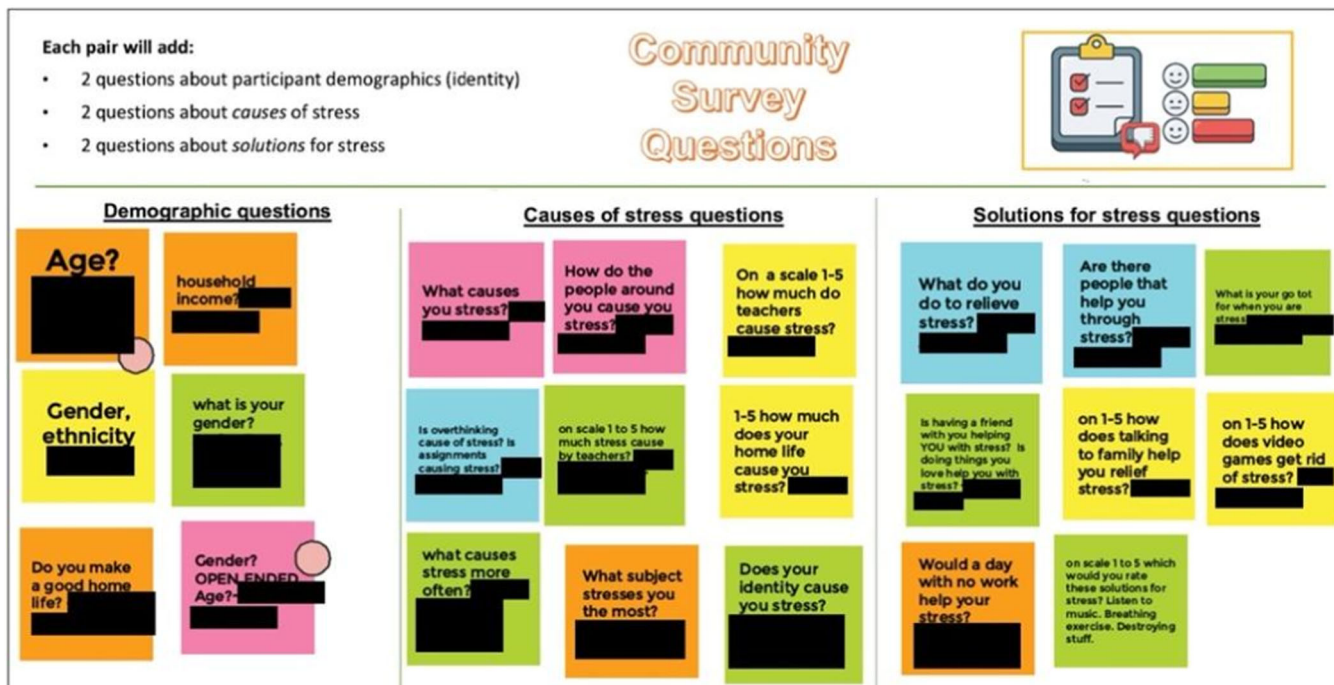 Each pair will add:
• 2 questions about participant demographics (identity)
• 2 questions about causes of stress
• 2 questions about solutions for stress
Community
Survey
Questions
Demographic questions
Age?
household
income?
Gender,
ethnicity
what is your
gender?
Do you make
a good home
life?
Gender?
OPEN ENDED
Age?-
Causes of stress questions
What causes
you stress?
How do the
people around
you cause you
stress?
On a scale 1-5
how much do
teachers
cause stress?
Is overthinking
cause of stress? Is
assignments
causing stress?
on scale 1 to 5 how
much stress cause
by teachers?
1-5 how much
does your
home life
cause you
stress?
what causes
stress more
often?
What subject
stresses you
the most?
Does your
identity cause
you stress?
Solutions for stress questions
What do you
do to relieve
stress?
Are there
people that
help you
through
stress?
What is your go tot
for when you are
stress
Is having a friend
with you helping
YOU with stress? Is
doing things you
love help you with
stress?
on 1-5 how
does talking
to family help
you relief
stress?
on 1-5 how
does video
games get rid
of stress?
Would a day
with no work
help your
stress?
on scale 1 to 5 which
would you rate
these solutions for
stress? Listen to
music. Breathing
exercise. Destroying
stuff.